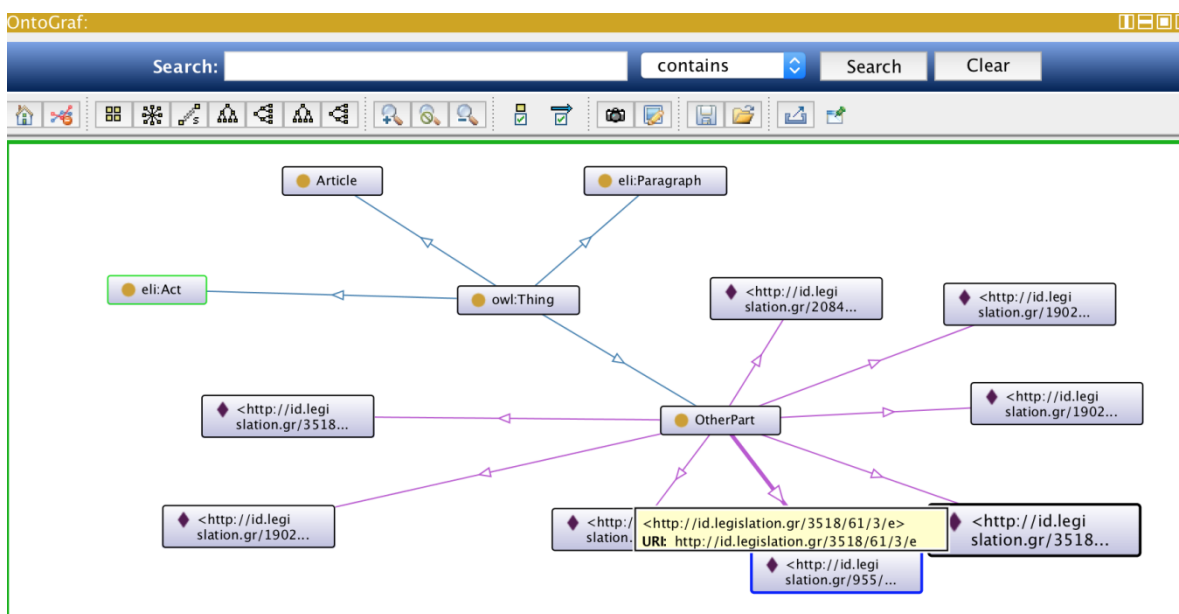 OntoGraf:
Search:
contains
Search
Clear
Article
eli:Paragraph
eli:Act
owl:Thing
<http://id.legi
slation.gr/2084...
<http://id.legi
slation.gr/1902...
<http://id.legi
slation.gr/3518...
<http://id.legi
slation.gr/1902...
OtherPart
<http://id.legi
slation.gr/1902...
<http:/
slation.
<http://id.legislation.gr/3518/61/3/e>
URI: http://id.legislation.gr/3518/61/3/e
<http://id.legi
slation.gr/3518...
<http://id.legi
slation.gr/955/...